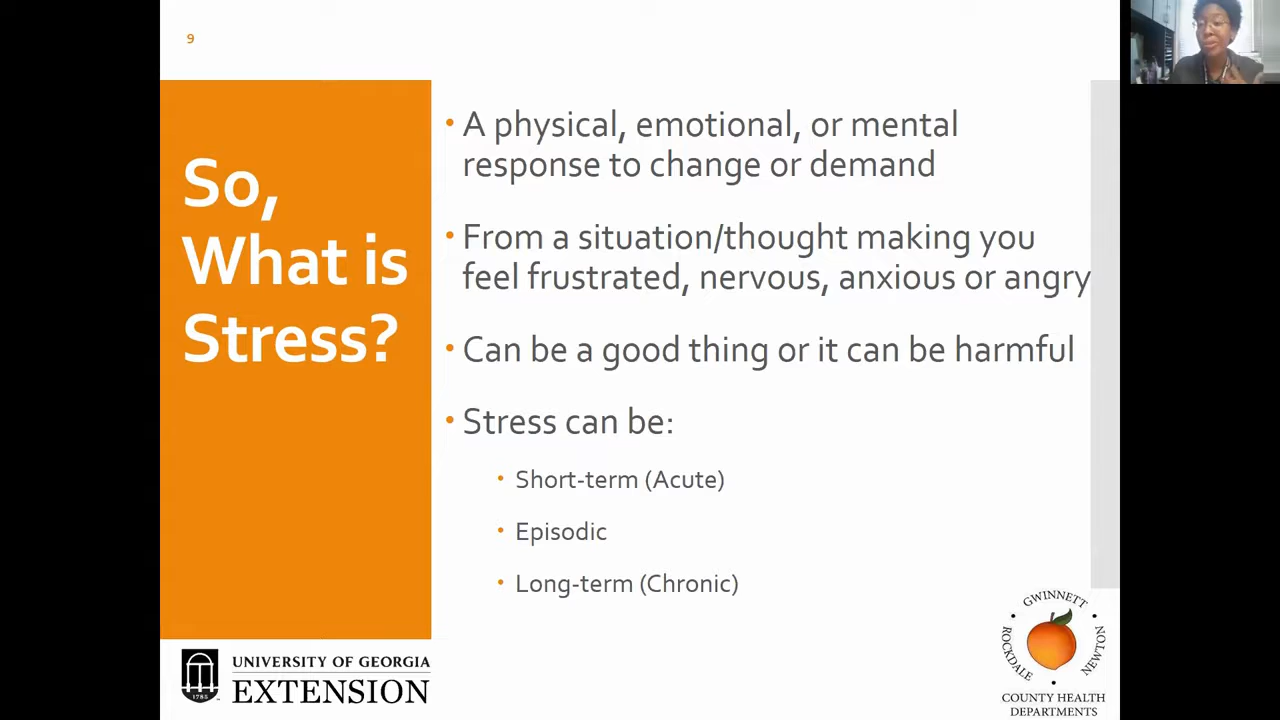 9
So,
What is
Stress?
• A physical, emotional, or mental
response to change or demand
• From a situation/thought making you
feel frustrated, nervous, anxious or angry
• Can be a good thing or it can be harmful
• Stress can be:
• Short-term (Acute)
• Episodic
• Long-term (Chronic)
1785
UNIVERSITY OF GEORGIA
EXTENSION
GWINNETT
ROCKDALE
NEWTON
COUNTY HEALTH
DEPARTMENTS